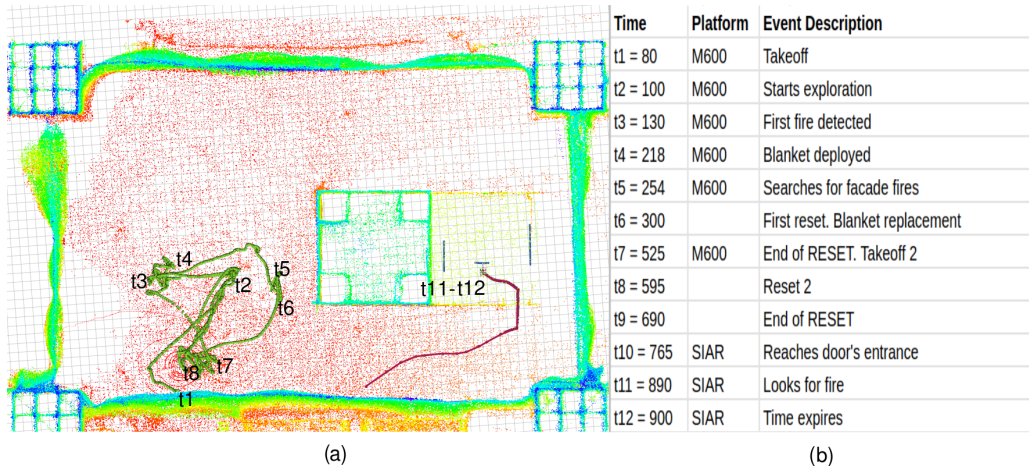 t4
t3
t2
t5
t6
t11-t12
t7
t8
t1
(a)
Time Platform Event Description
t1 = 80 M600 Takeoff
t2 = 100 M600 Starts exploration
t3 = 130 M600 First fire detected
t4 = 218 M600 Blanket deployed
t5 = 254 M600 Searches for facade fires
t6 = 300 First reset. Blanket replacement
t7 = 525 M600 End of RESET. Takeoff 2
t8 = 595 Reset 2
t9 = 690 End of RESET
t10 = 765 SIAR Reaches door's entrance
t11 = 890 SIAR Looks for fire
t12 = 900 SIAR Time expires
(b)